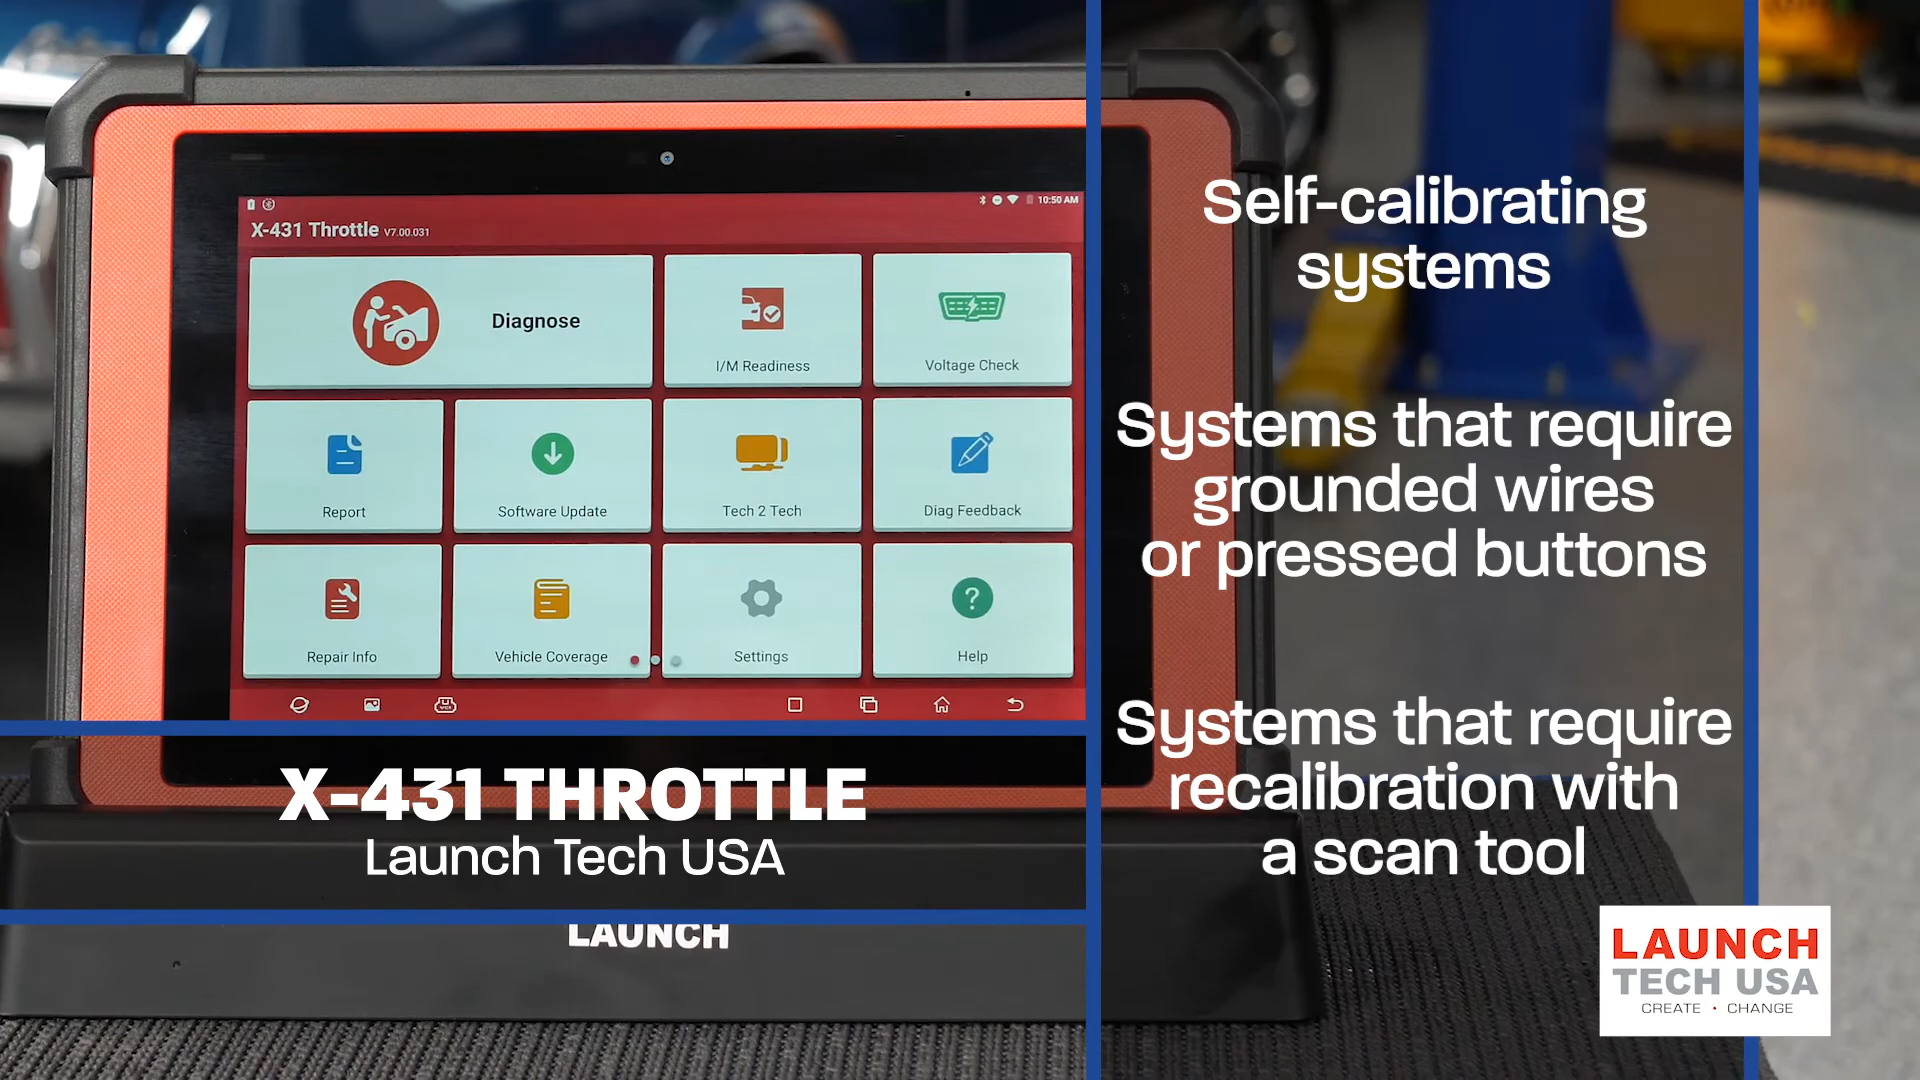 10:50 AM
X-431 Throttle V7.00.031
Diagnose
I/M Readiness
Voltage Check
Report
Software Update
Tech 2 Tech
Diag Feedback
Repair Info
Vehicle Coverage
Settings
Help
X-431 THROTTLE
Launch Tech USA
LAUNCH
Self-calibrating
systems
Systems that require
grounded wires
or pressed buttons
Systems that require
recalibration with
a scan tool
LAUNCH
TECH USA
CREATE • CHANGE